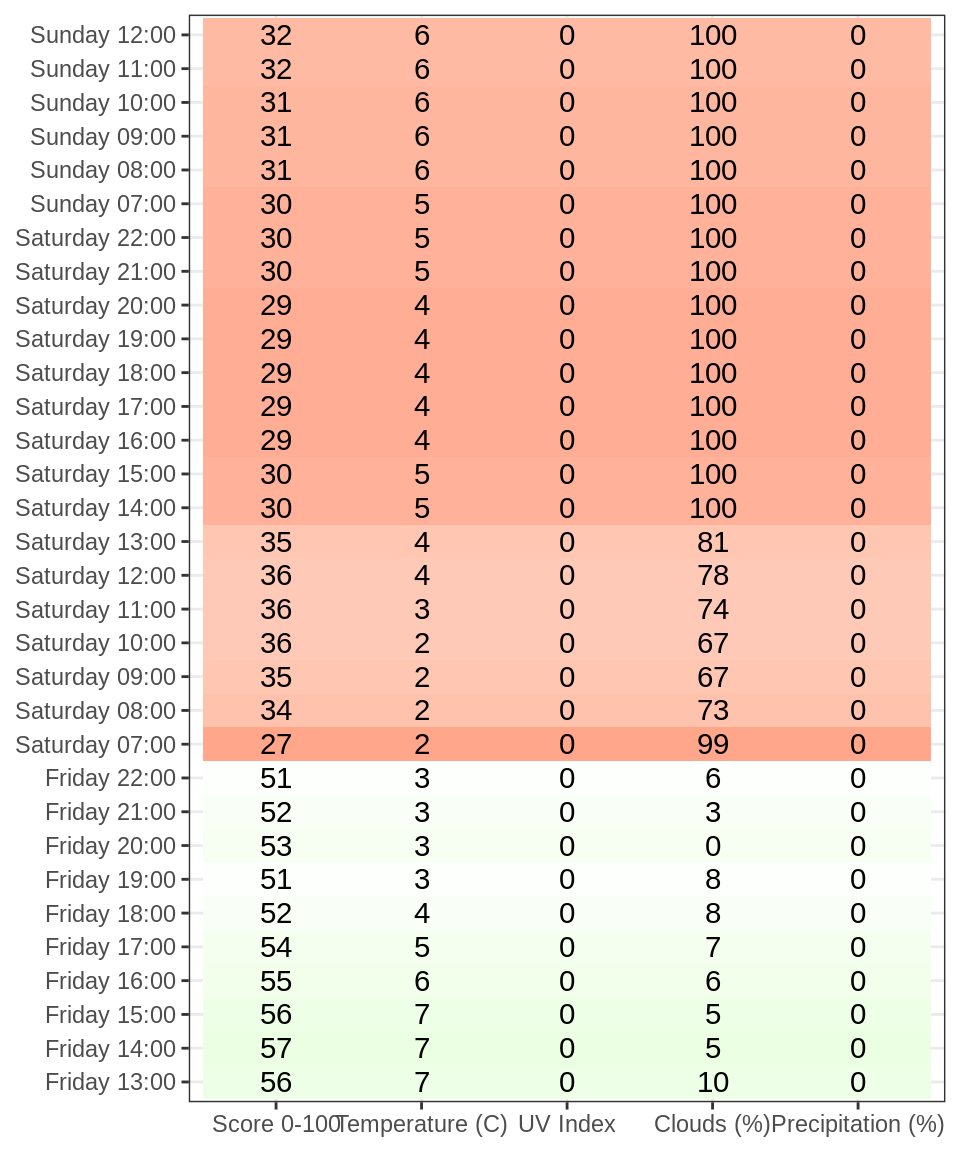 Sunday 12:00 32 6 0 100 0
Sunday 11:00 32 6 0 100 0
Sunday 10:00 31 6 0 100 0
Sunday 09:00 31 6 0 100 0
Sunday 08:00 31 6 0 100 0
Sunday 07:00 30 5 0 100 0
Saturday 22:00 30 5 0 100 0
Saturday 21:00 30 5 0 100 0
Saturday 20:00 29 4 0 100 0
Saturday 19:00 29 4 0 100 0
Saturday 18:00 29 4 0 100 0
Saturday 17:00 29 4 0 100 0
Saturday 16:00 29 4 0 100 0
Saturday 15:00 30 5 0 100 0
Saturday 14:00 30 5 0 100 0
Saturday 13:00 35 4 0 81 0
Saturday 12:00 36 4 0 78 0
Saturday 11:00 36 3 0 74 0
Saturday 10:00 36 2 0 67 0
Saturday 09:00 35 2 0 67 0
Saturday 08:00 34 2 0 73 0
Saturday 07:00 27 2 0 99 0
Friday 22:00 51 3 0 6 0
Friday 21:00 52 3 0 3 0
Friday 20:00 53 3 0 0 0
Friday 19:00 51 3 0 8 0
Friday 18:00 52 4 0 8 0
Friday 17:00 54 5 0 7 0
Friday 16:00 55 6 0 6 0
Friday 15:00 56 7 0 5 0
Friday 14:00 57 7 0 5 0
Friday 13:00 56 7 0 10 0
Score 0-100 Temperature (C) UV Index Clouds (%) Precipitation (%)